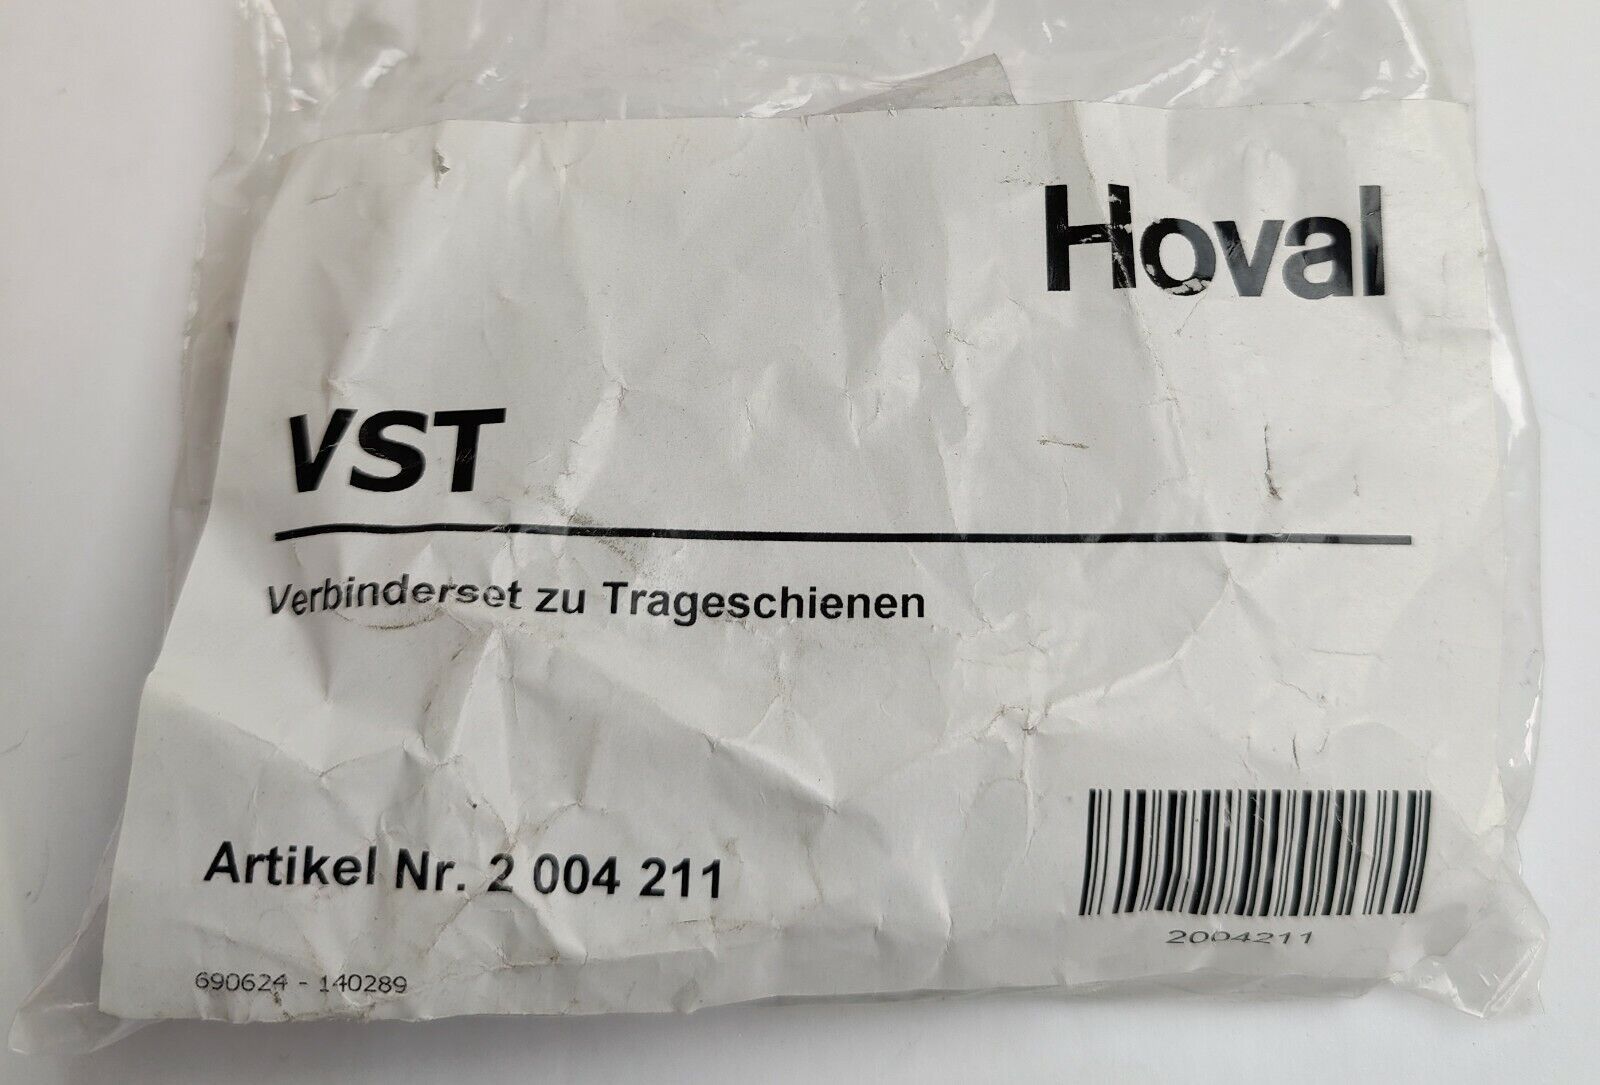 Hoval
VST
Verbinderset zu Trageschienen
Artikel Nr. 2 004 211
2004211
690624 - 140289